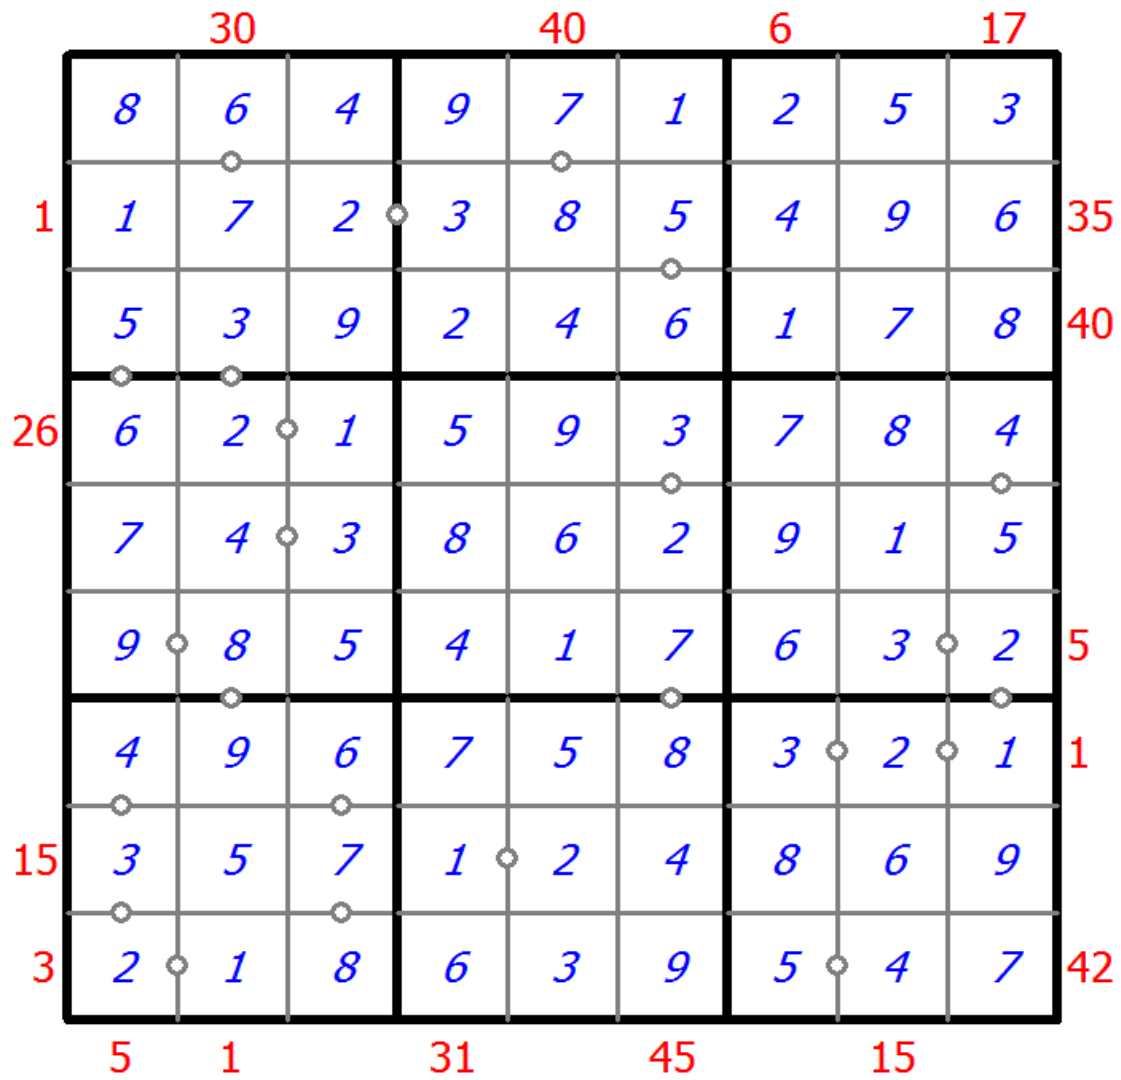 30 40 6 17
8 6 4 9 7 1 2 5 3
1 1 7 2 3 8 5 4 9 6 35
5 3 9 2 4 6 1 7 8 40
26 6 2 1 5 9 3 7 8 4
7 4 3 8 6 2 9 1 5
9 8 5 4 1 7 6 3 2 5
4 9 6 7 5 8 3 2 1 1
15 3 5 7 1 2 4 8 6 9
3 2 1 8 6 3 9 5 4 7 42
5 1 31 45 15